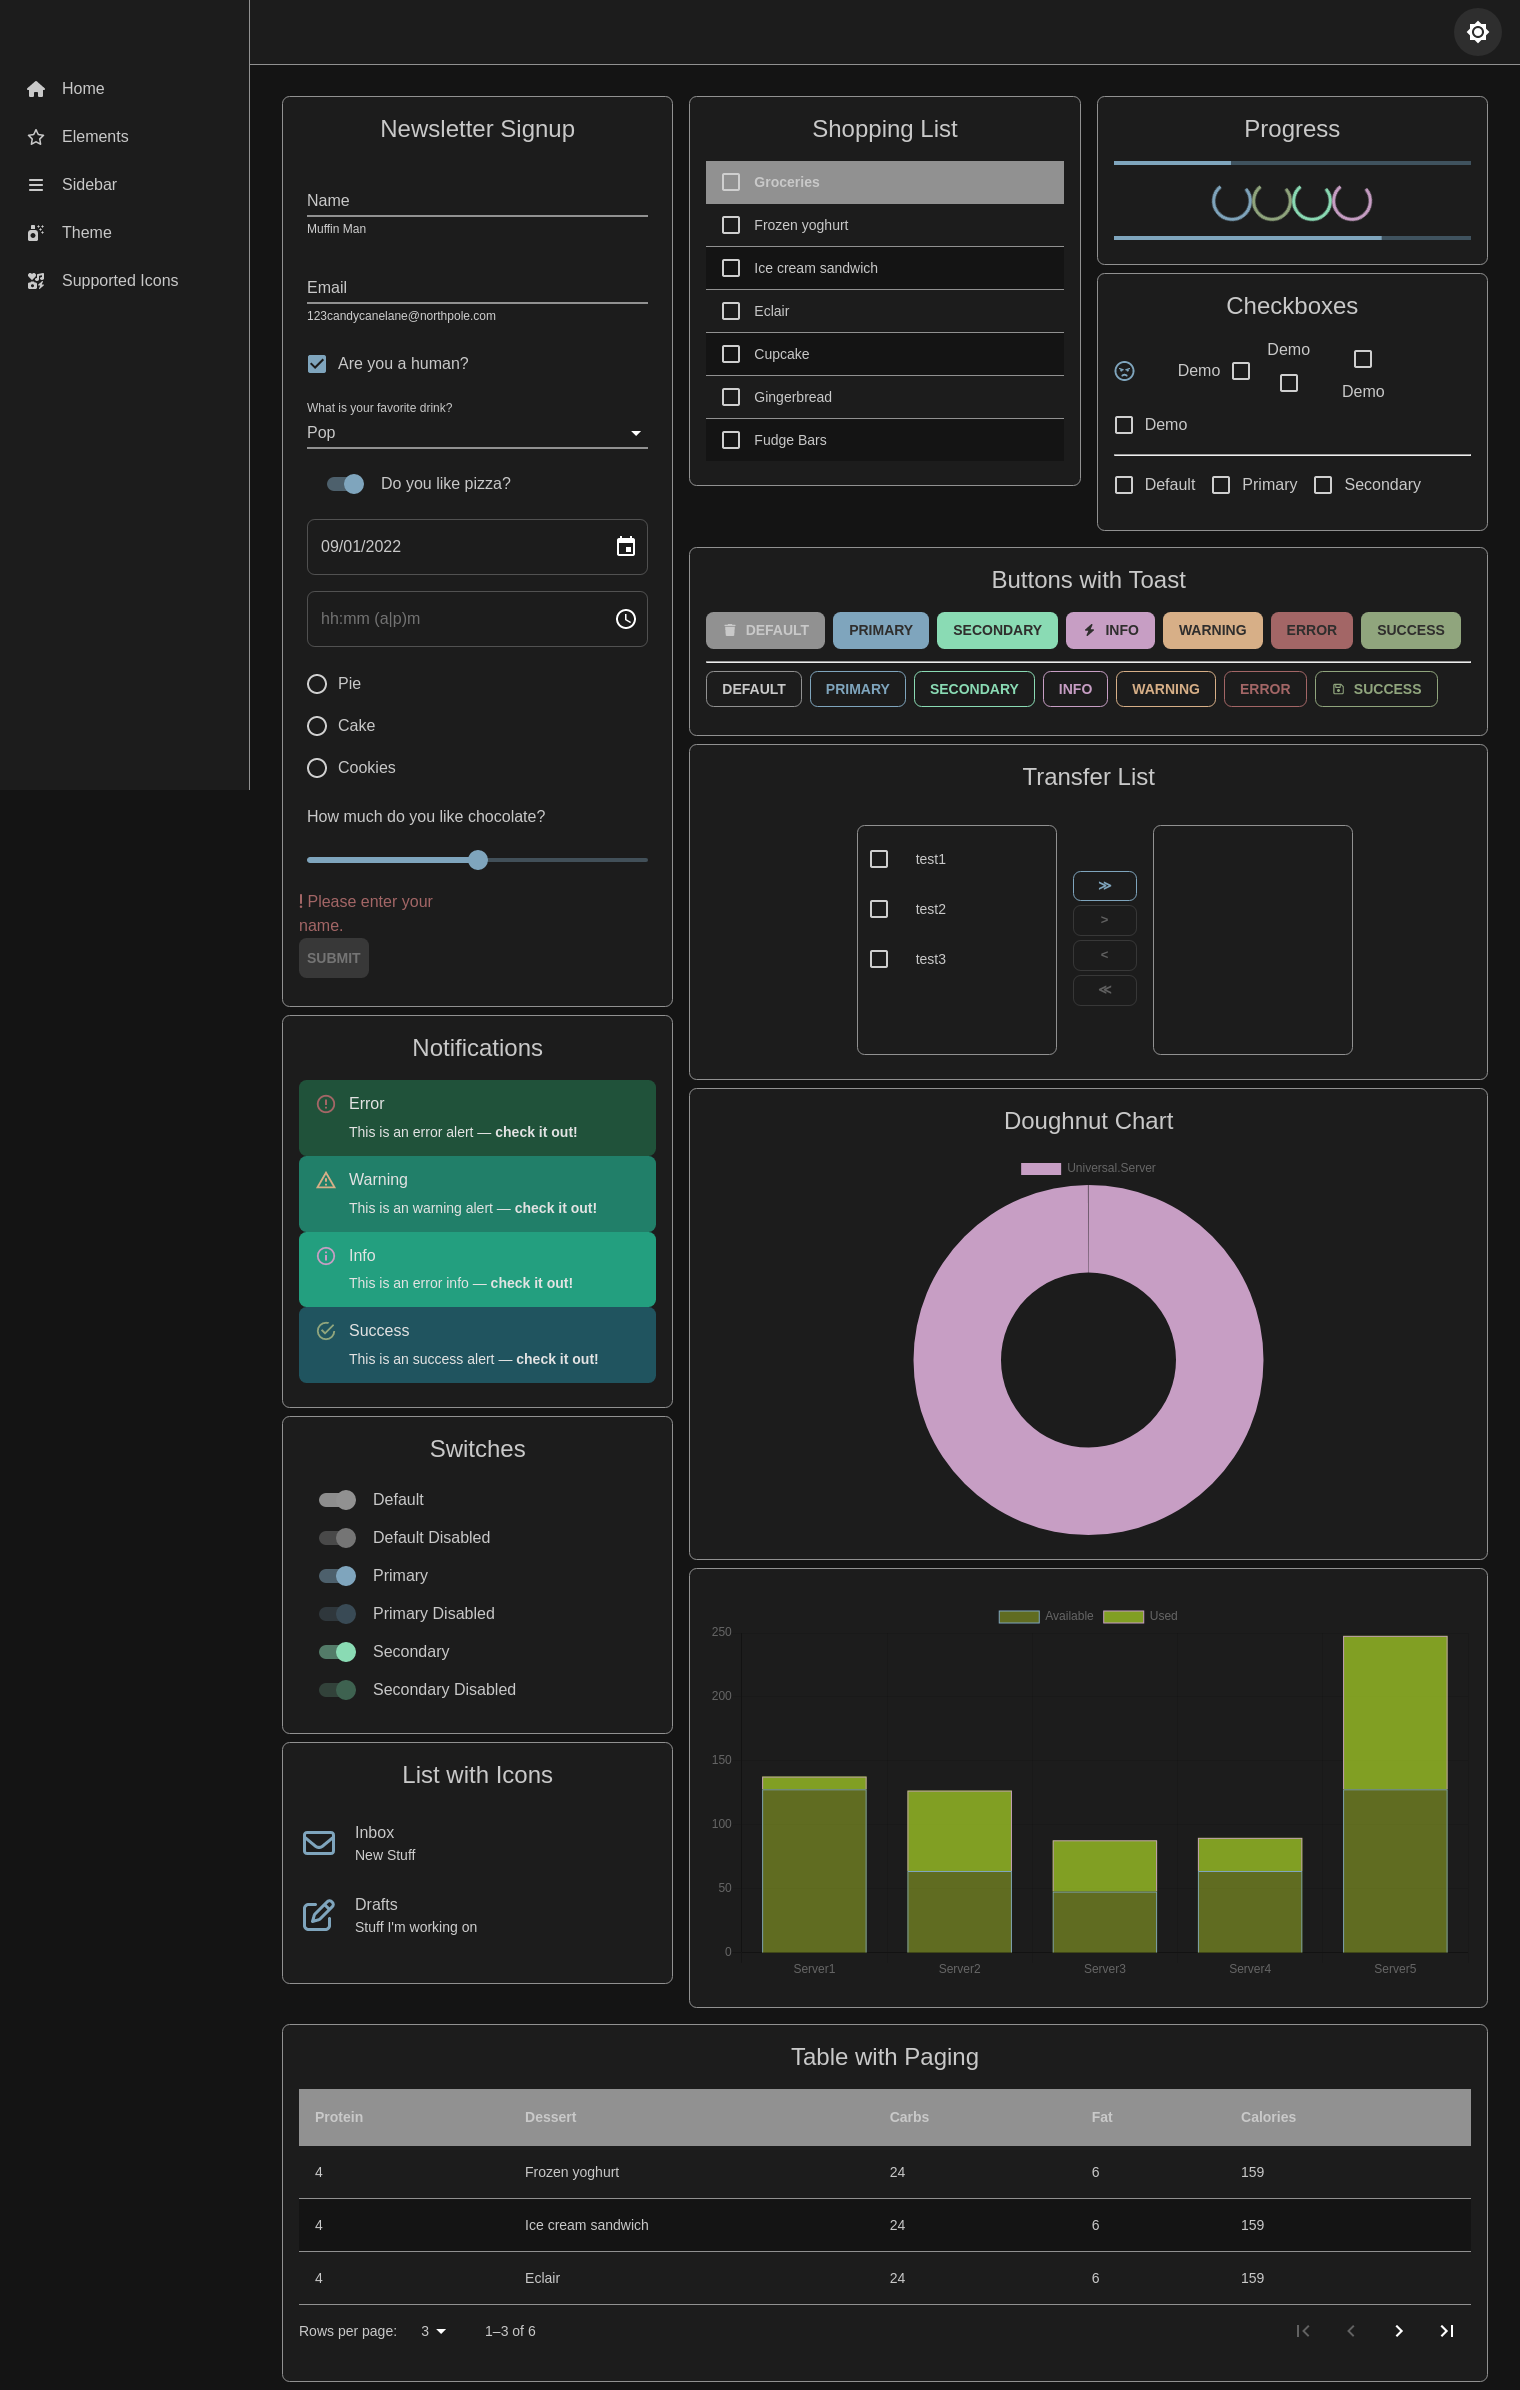 Home
Elements
Sidebar
Theme
Supported Icons
Newsletter Signup
Name
Muffin Man
Email
123candycanelane@northpole.com
Are you a human?
What is your favorite drink?
Pop
Do you like pizza?
09/01/2022
hh:mm (a|p)m
Pie
Cake
Cookies
How much do you like chocolate?
! Please enter your
name.
SUBMIT
Notifications
Error
This is an error alert — check it out!
Warning
This is an warning alert — check it out!
Info
This is an error info — check it out!
Success
This is an success alert — check it out!
Switches
Default
Default Disabled
Primary
Primary Disabled
Secondary
Secondary Disabled
List with Icons
Inbox
New Stuff
Drafts
Stuff I'm working on
Shopping List
Groceries
Frozen yoghurt
Ice cream sandwich
Eclair
Cupcake
Gingerbread
Fudge Bars
Progress
Checkboxes
Demo
Demo
Demo
Demo
Default Primary Secondary
Buttons with Toast
DEFAULT PRIMARY SECONDARY INFO WARNING ERROR SUCCESS
DEFAULT PRIMARY SECONDARY INFO WARNING ERROR SUCCESS
Transfer List
test1
test2
test3
≫
>
<
≪
Doughnut Chart
Universal.Server
Available Used
250
200
150
100
50
0
Server1 Server2 Server3 Server4 Server5
Table with Paging
Protein Dessert Carbs Fat Calories
4 Frozen yoghurt 24 6 159
4 Ice cream sandwich 24 6 159
4 Eclair 24 6 159
Rows per page: 3 1–3 of 6